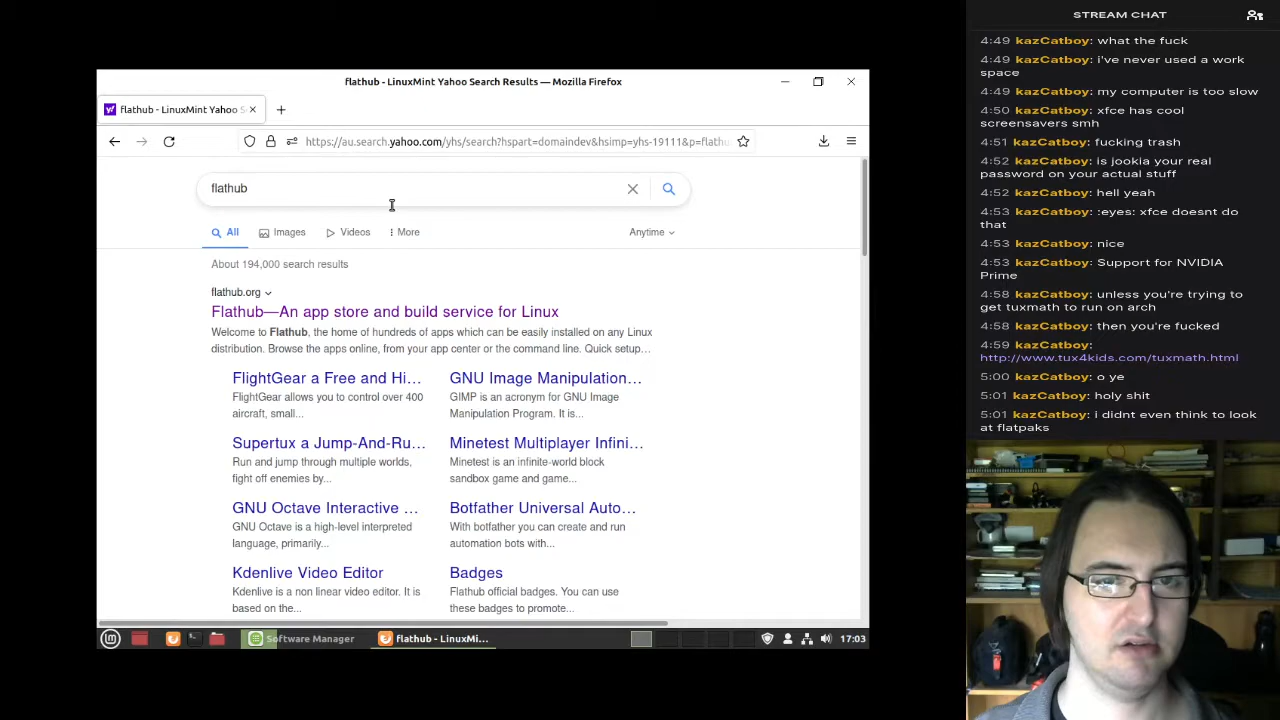 flathub - LinuxMint Yahoo Search Results — Mozilla Firefox
flathub - LinuxMint Yahoo S
https://au.search.yahoo.com/yhs/search?hspart=domaindev&hsimp=yhs-19111&p=flathu
flathub
All Images Videos More Anytime
About 194,000 search results
flathub.org
Flathub—An app store and build service for Linux
Welcome to Flathub, the home of hundreds of apps which can be easily installed on any Linux
distribution. Browse the apps online, from your app center or the command line. Quick setup...
FlightGear a Free and Hi...
FlightGear allows you to control over 400
aircraft, small...
GNU Image Manipulation...
GIMP is an acronym for GNU Image
Manipulation Program. It is...
Supertux a Jump-And-Ru...
Run and jump through multiple worlds,
fight off enemies by...
Minetest Multiplayer Infini...
Minetest is an infinite-world block
sandbox game and game...
GNU Octave Interactive ...
GNU Octave is a high-level interpreted
language, primarily...
Botfather Universal Auto...
With botfather you can create and run
automation bots with...
Kdenlive Video Editor
Kdenlive is a non linear video editor. It is
based on the...
Badges
Flathub official badges. You can use
these badges to promote...
Software Manager
flathub - LinuxMi...
17:03
STREAM CHAT
4:49 kazCatboy: what the fuck
4:49 kazCatboy: i've never used a work
space
4:49 kazCatboy: my computer is too slow
4:50 kazCatboy: xfce has cool
screensavers smh
4:51 kazCatboy: fucking trash
4:52 kazCatboy: is jookia your real
password on your actual stuff
4:52 kazCatboy: hell yeah
4:53 kazCatboy: :eyes: xfce doesnt do
that
4:53 kazCatboy: nice
4:53 kazCatboy: Support for NVIDIA
Prime
4:58 kazCatboy: unless you're trying to
get tuxmath to run on arch
4:58 kazCatboy: then you're fucked
4:59 kazCatboy:
http://www.tux4kids.com/tuxmath.html
5:00 kazCatboy: o ye
5:01 kazCatboy: holy shit
5:01 kazCatboy: i didnt even think to look
at flatpaks